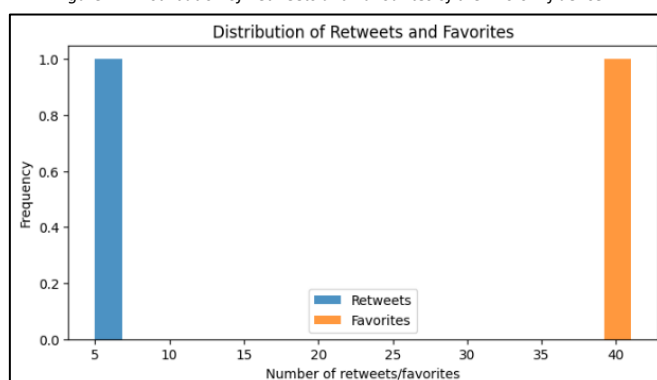 Distribution of Retweets and Favorites
Frequency
1.0
0.8
0.6
0.4
0.2
0.0
Retweets
Favorites
5 10 15 20 25 30 35 40
Number of retweets/favorites